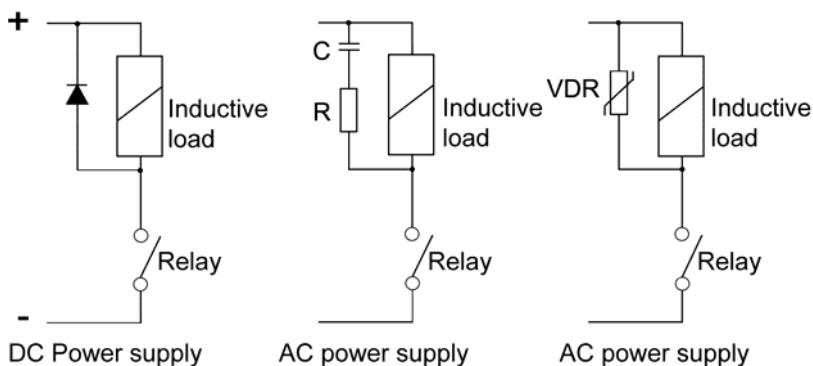 +
C
R
Inductive
load
Inductive
load
VDR
Inductive
load
Relay
Relay
Relay
-
DC Power supply
AC power supply
AC power supply